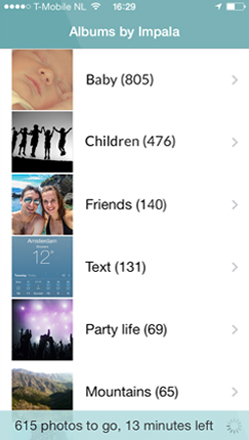 T-Mobile NL 16:29
Albums by Impala
Baby (805)
Children (476)
Friends (140)
Amsterdam
12°
Text (131)
Party life (69)
Mountains (65)
615 photos to go, 13 minutes left